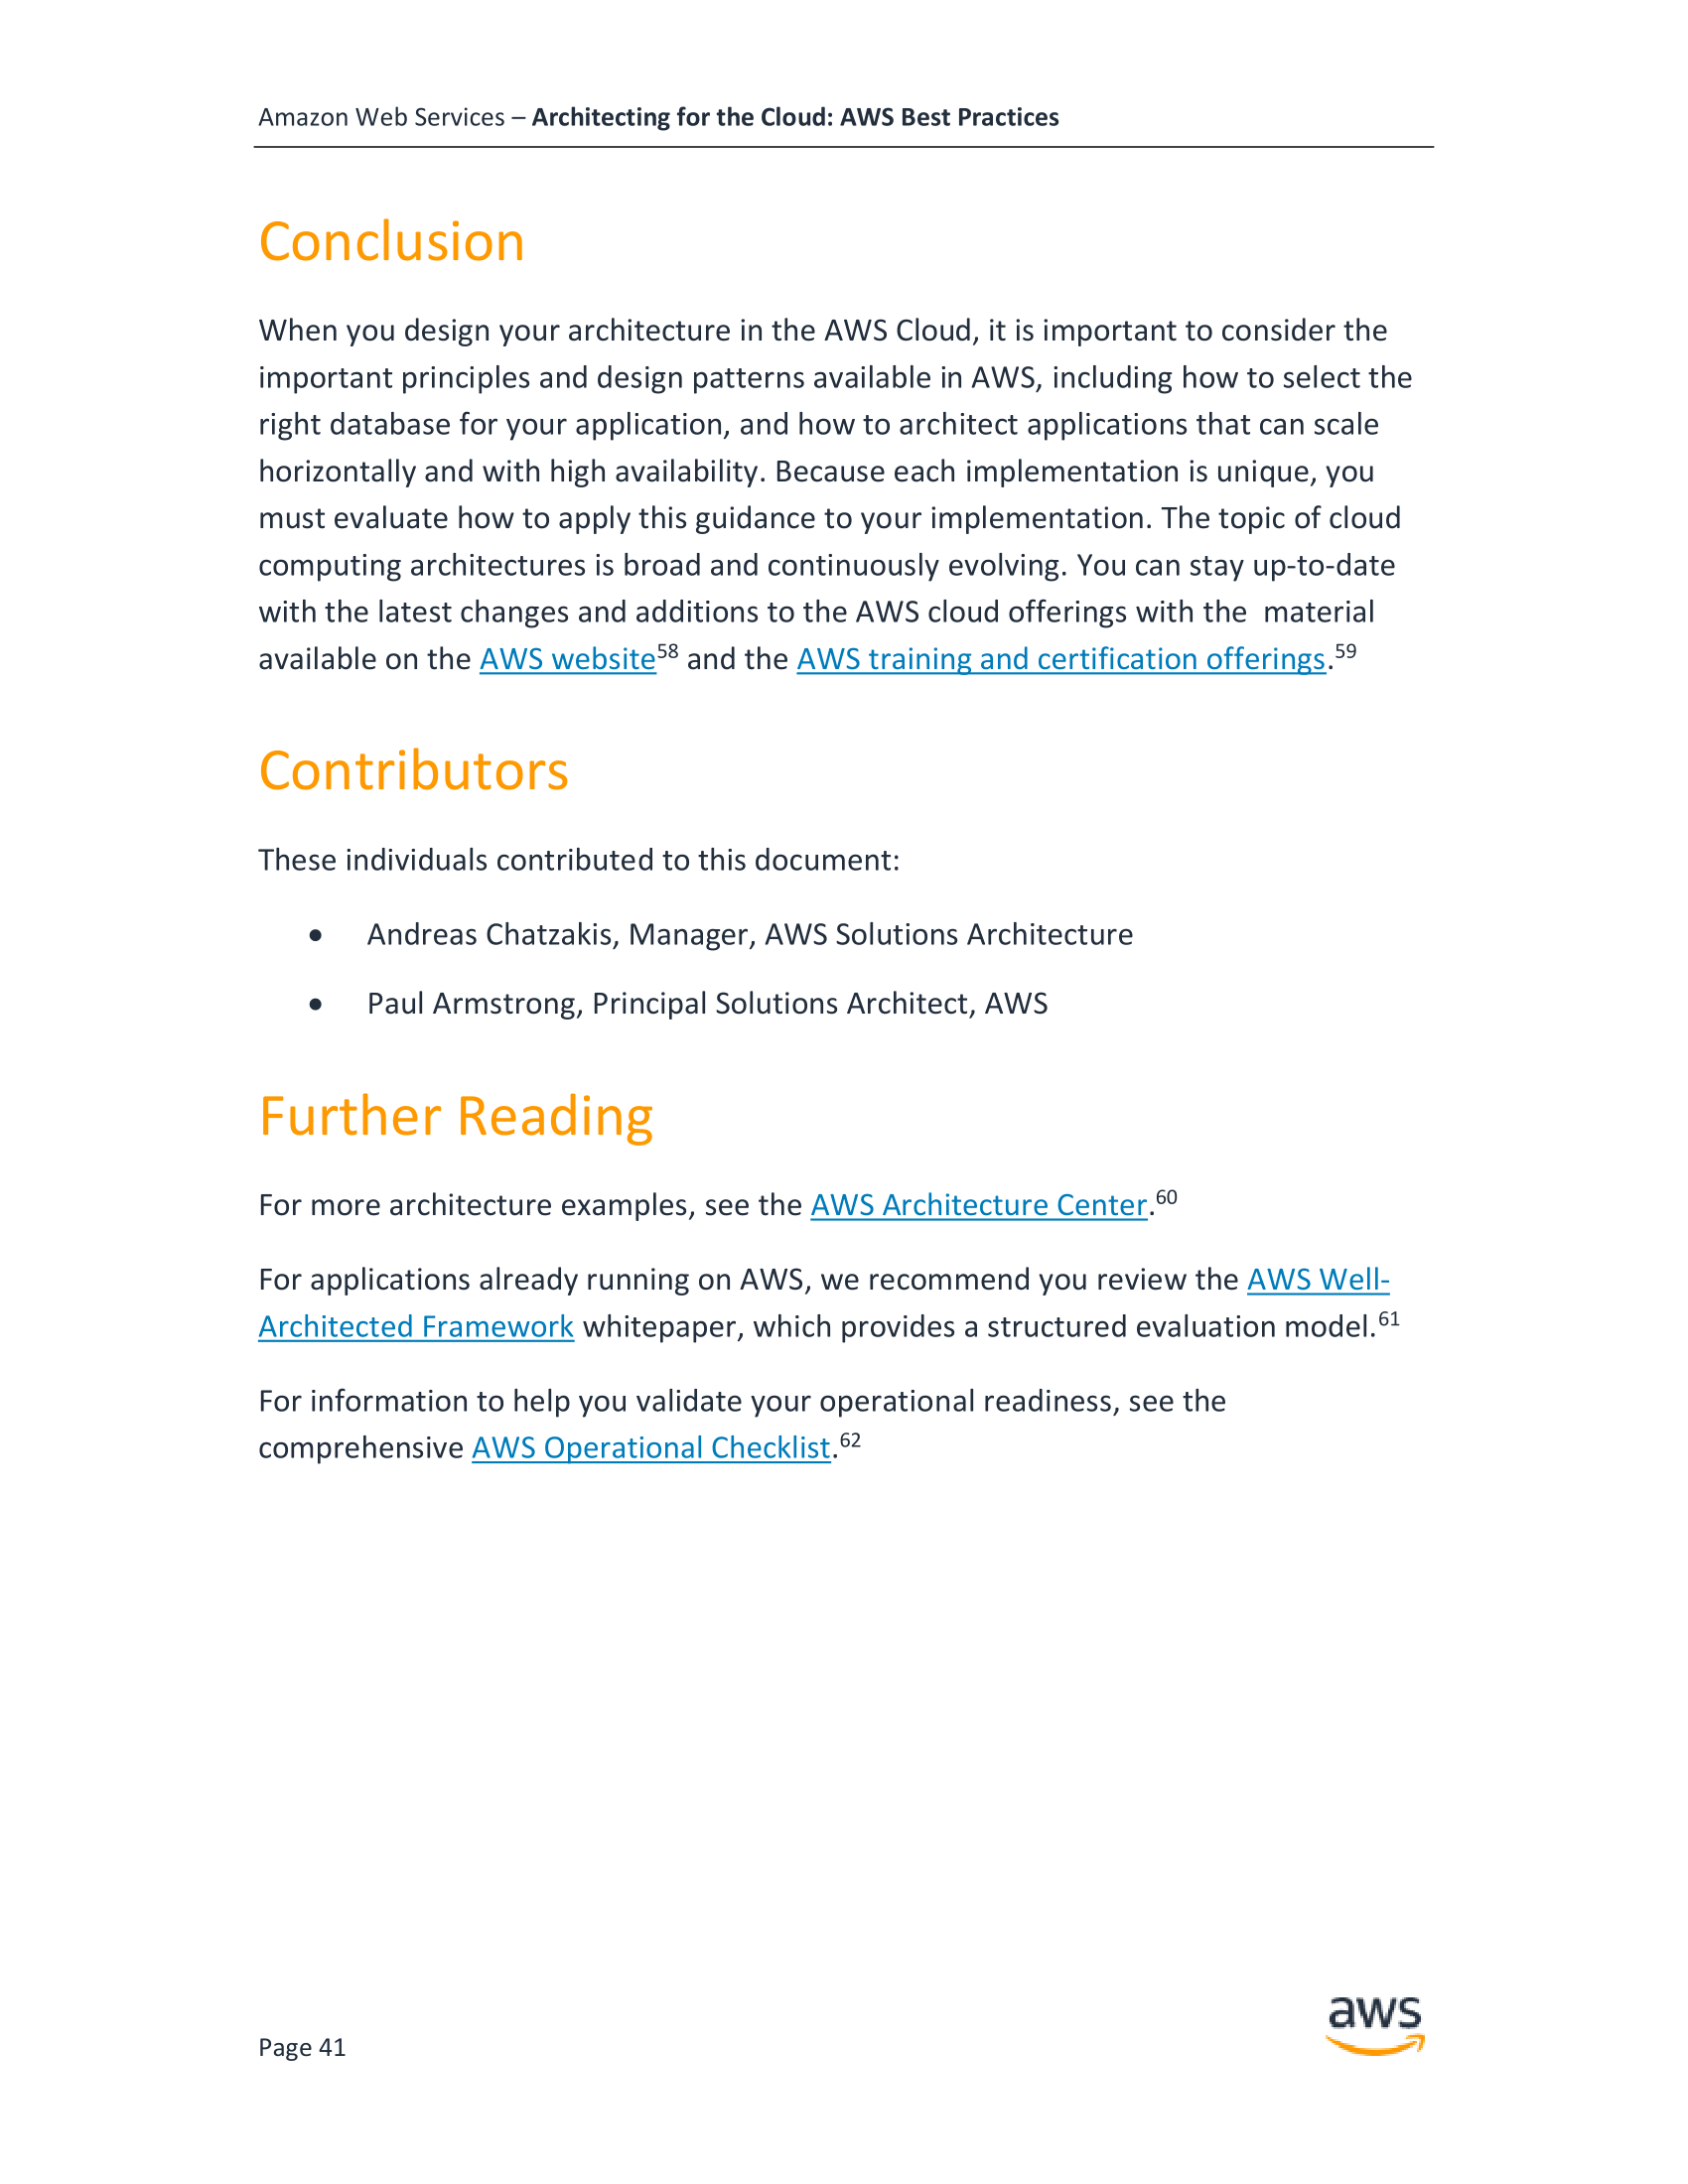 Amazon Web Services – Architecting for the Cloud: AWS Best Practices
Conclusion
When you design your architecture in the AWS Cloud, it is important to consider the
important principles and design patterns available in AWS, including how to select the
right database for your application, and how to architect applications that can scale
horizontally and with high availability. Because each implementation is unique, you
must evaluate how to apply this guidance to your implementation. The topic of cloud
computing architectures is broad and continuously evolving. You can stay up-to-date
with the latest changes and additions to the AWS cloud offerings with the  material
available on the AWS website58 and the AWS training and certification offerings.59
Contributors
These individuals contributed to this document:
• Andreas Chatzakis, Manager, AWS Solutions Architecture
• Paul Armstrong, Principal Solutions Architect, AWS
Further Reading
For more architecture examples, see the AWS Architecture Center.60
For applications already running on AWS, we recommend you review the AWS Well-
Architected Framework whitepaper, which provides a structured evaluation model.61
For information to help you validate your operational readiness, see the
comprehensive AWS Operational Checklist.62
aws
Page 41